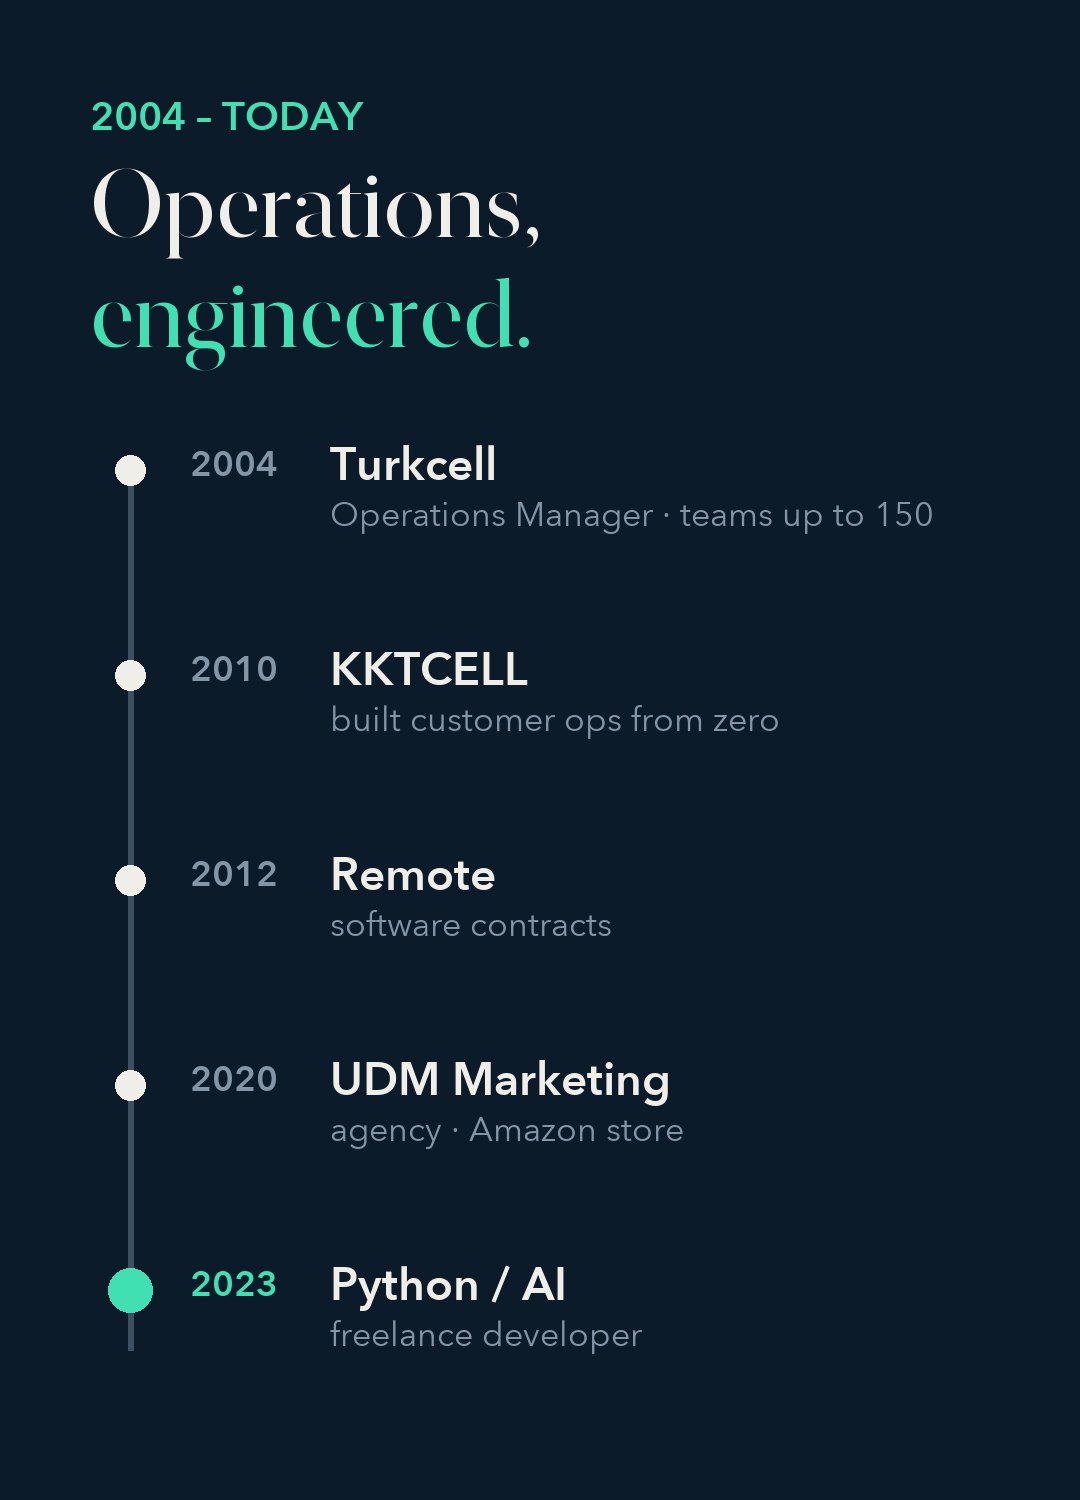 2004 – TODAY
Operations,
engineered.
2004 Turkcell
Operations Manager · teams up to 150
2010 KKTCELL
built customer ops from zero
2012 Remote
software contracts
2020 UDM Marketing
agency · Amazon store
2023 Python / AI
freelance developer